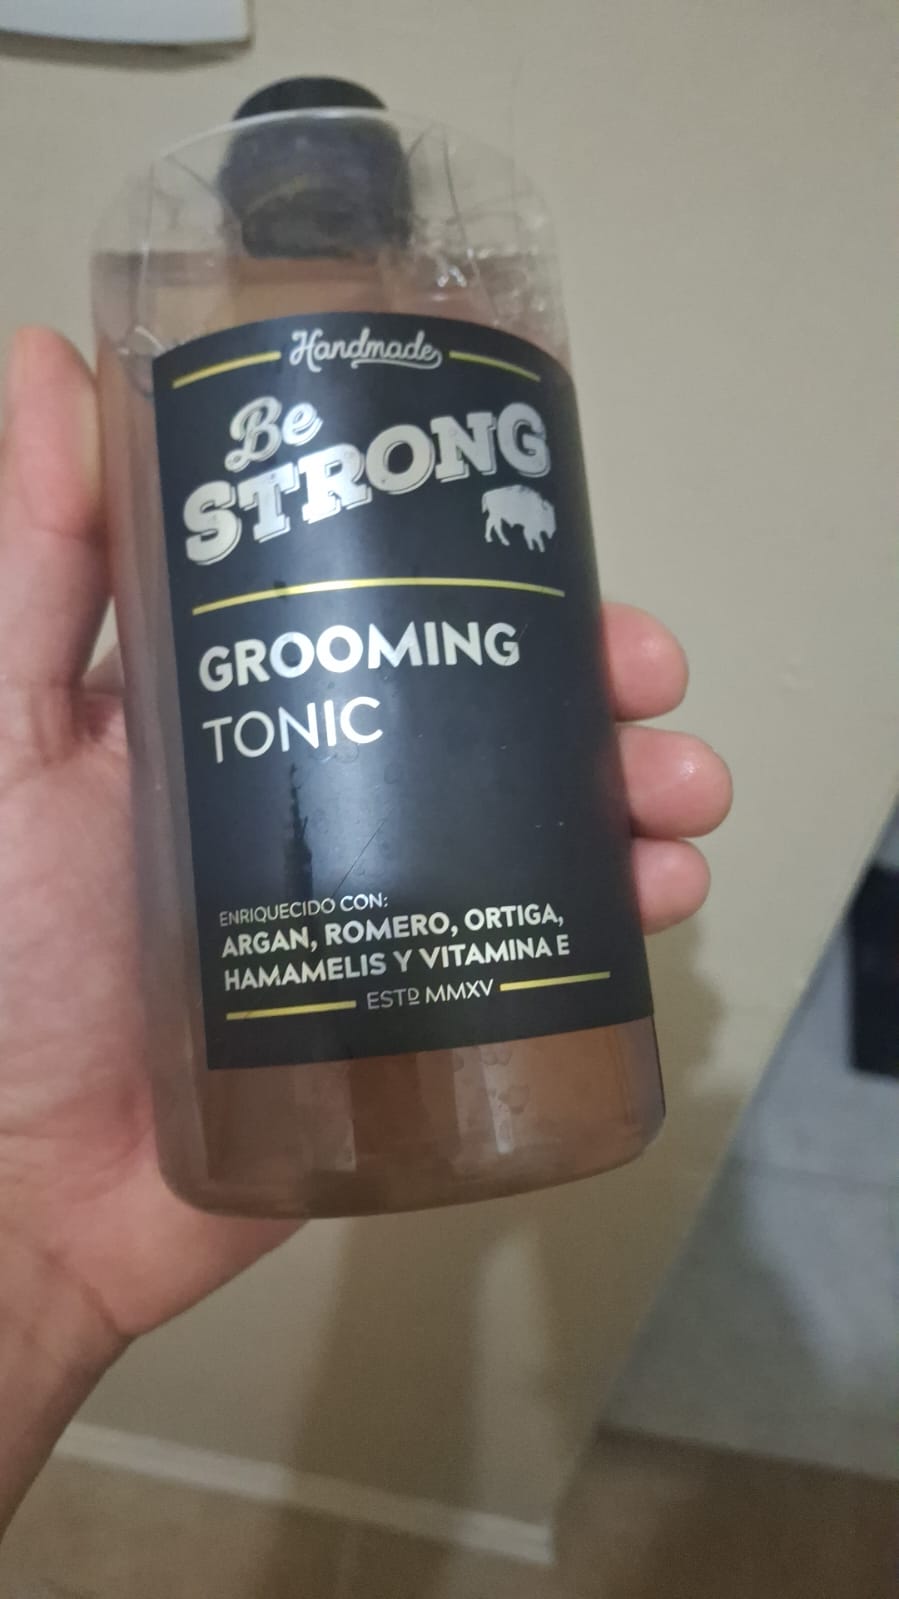 Handmade
Be
STRONG
GROOMING
TONIC
ENRIQUECIDO CON:
ARGAN, ROMERO, ORTIGA,
HAMAMELIS Y VITAMINA E
ESTD MMXV